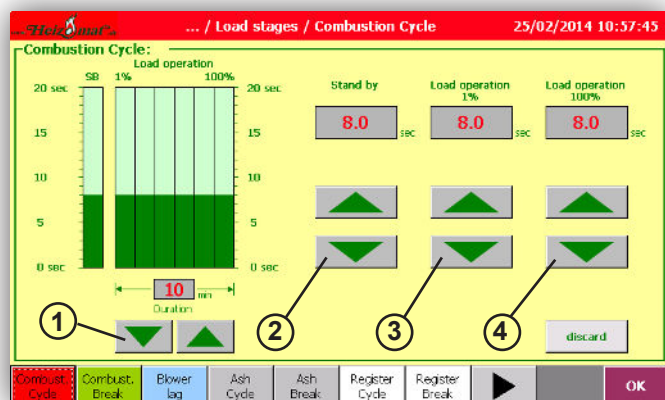 "Heizomat"
... / Load stages / Combustion Cycle
25/02/2014 10:57:45
Combustion Cycle:
Load operation
SB 1% 100%
20 sec 20 sec
15 15
10 10
5 5
0 sec 0 sec
10 min
Duration
Stand by
8.0 sec
Load operation
1%
8.0 sec
Load operation
100%
8.0 sec
1
2
3
4
discard
Combust. Cycle
Combust. Break
Blower lag
Ash Cycle
Ash Break
Register Cycle
Register Break
OK